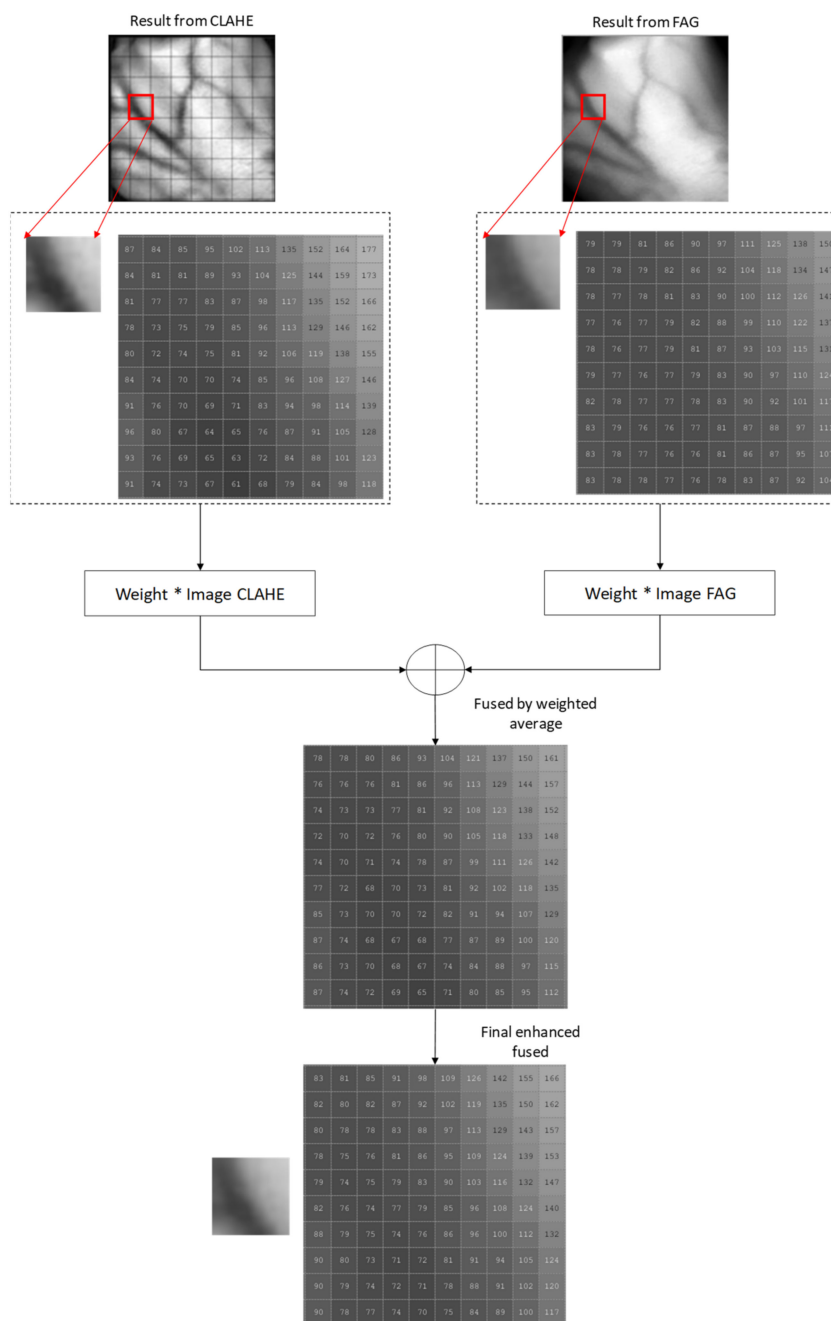 Result from CLAHE
Result from FAG
87 84 85 95 102 113 135 152 164 177
84 81 81 89 93 104 125 144 159 173
81 77 77 83 87 98 117 135 152 166
78 73 75 79 85 96 113 129 146 162
80 72 74 75 81 92 106 119 138 155
84 74 70 70 74 85 96 108 127 146
91 76 70 69 71 83 94 98 114 139
96 80 67 64 65 76 87 91 105 128
93 76 69 65 63 72 84 88 101 123
91 74 73 67 61 68 79 84 98 118
79 79 81 86 90 97 111 125 138
78 78 79 82 86 92 104 118 134
78 77 78 81 83 90 100 112 126
77 76 77 79 82 88 99 110 122
78 76 77 79 81 87 93 103 115
79 77 76 77 79 83 90 97 110
82 78 77 77 78 83 90 92 101
83 79 76 76 77 81 87 88 97
83 78 77 76 76 81 86 87 95
83 78 78 77 76 78 83 87 92
Weight * Image CLAHE
Weight * Image FAG
Fused by weighted
average
78 78 80 86 93 104 121 137 150 161
76 76 76 81 86 96 113 129 144 157
74 73 73 77 81 92 108 123 138 152
72 70 72 76 80 90 105 118 133 148
74 70 71 74 78 87 99 111 126 142
77 72 68 70 73 81 92 102 118 135
85 73 70 70 72 82 91 94 107 129
87 74 68 67 68 77 87 89 100 120
86 73 70 68 67 74 84 88 97 115
87 74 72 69 65 71 80 85 95 112
Final enhanced
fused
83 81 85 91 98 109 126 142 155 166
82 80 82 87 92 102 119 135 150 162
80 78 78 83 88 97 113 129 143 157
78 75 76 81 86 95 109 124 139 153
79 74 75 79 83 90 103 116 132 147
82 76 74 77 79 85 96 108 124 140
88 79 75 74 76 86 96 100 112 132
90 80 73 71 72 81 91 94 105 124
90 79 74 72 71 78 88 91 102 120
90 78 77 74 70 75 84 89 100 117